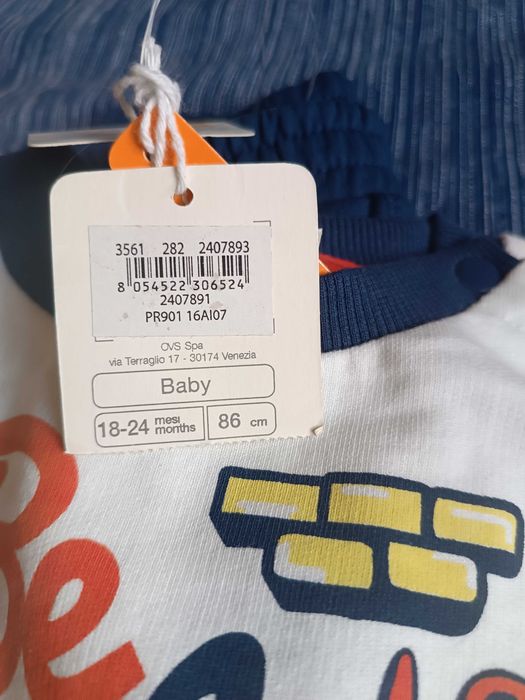 3561 282 2407893
8 054522 306524
2407891
PR901 16AI07
OVS Spa
via Terraglio 17 - 30174 Venezia
Baby
18-24 mesi months
86 cm